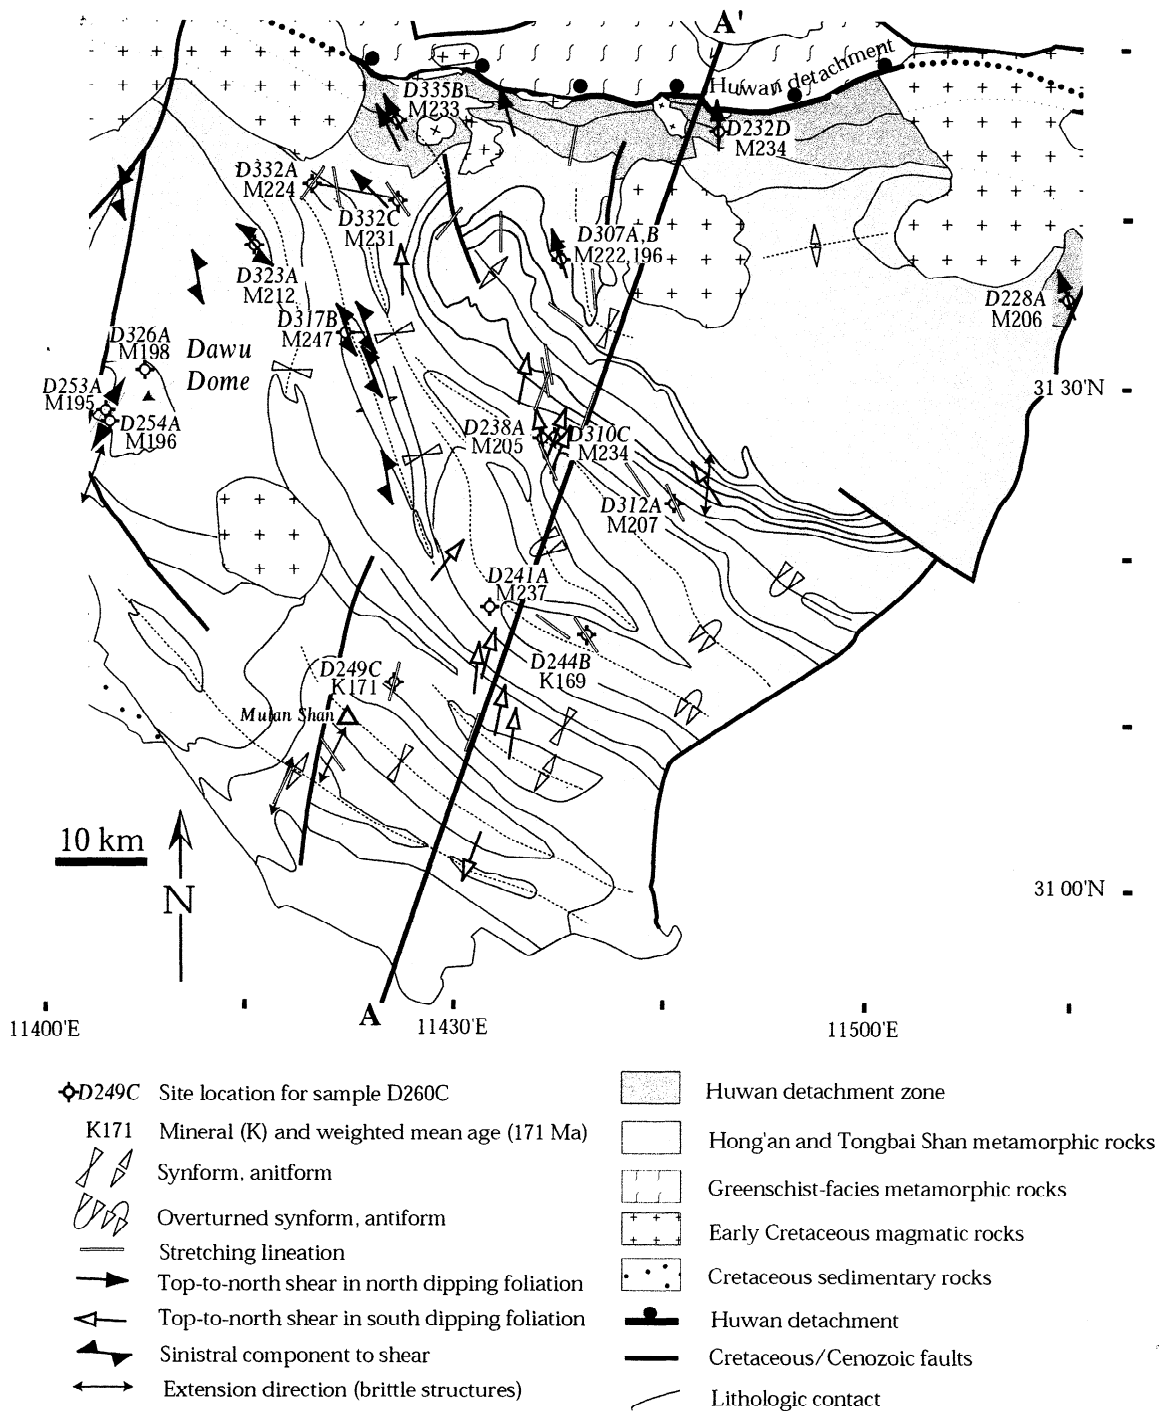 A'
Huwan detachment
D335B
M233
D232D
M234
D332A
M224
D332C
M231
D307A,B
M222,196
D323A
M212
D228A
M206
D317B
M247
D326A
M198
Dawu
Dome
D253A
M195
31 30'N
D254A
M196
D238A
M205
D310C
M234
D312A
M207
D241A
M237
D249C
K171
D244B
K169
Mulan Shan
10 km
N
31 00'N
A
11400'E
11430'E
11500'E
D249C Site location for sample D260C
K171 Mineral (K) and weighted mean age (171 Ma)
Synform, anitform
Overturned synform, antiform
Stretching lineation
Top-to-north shear in north dipping foliation
Top-to-north shear in south dipping foliation
Sinistral component to shear
Extension direction (brittle structures)
Huwan detachment zone
Hong'an and Tongbai Shan metamorphic rocks
Greenschist-facies metamorphic rocks
Early Cretaceous magmatic rocks
Cretaceous sedimentary rocks
Huwan detachment
Cretaceous/Cenozoic faults
Lithologic contact